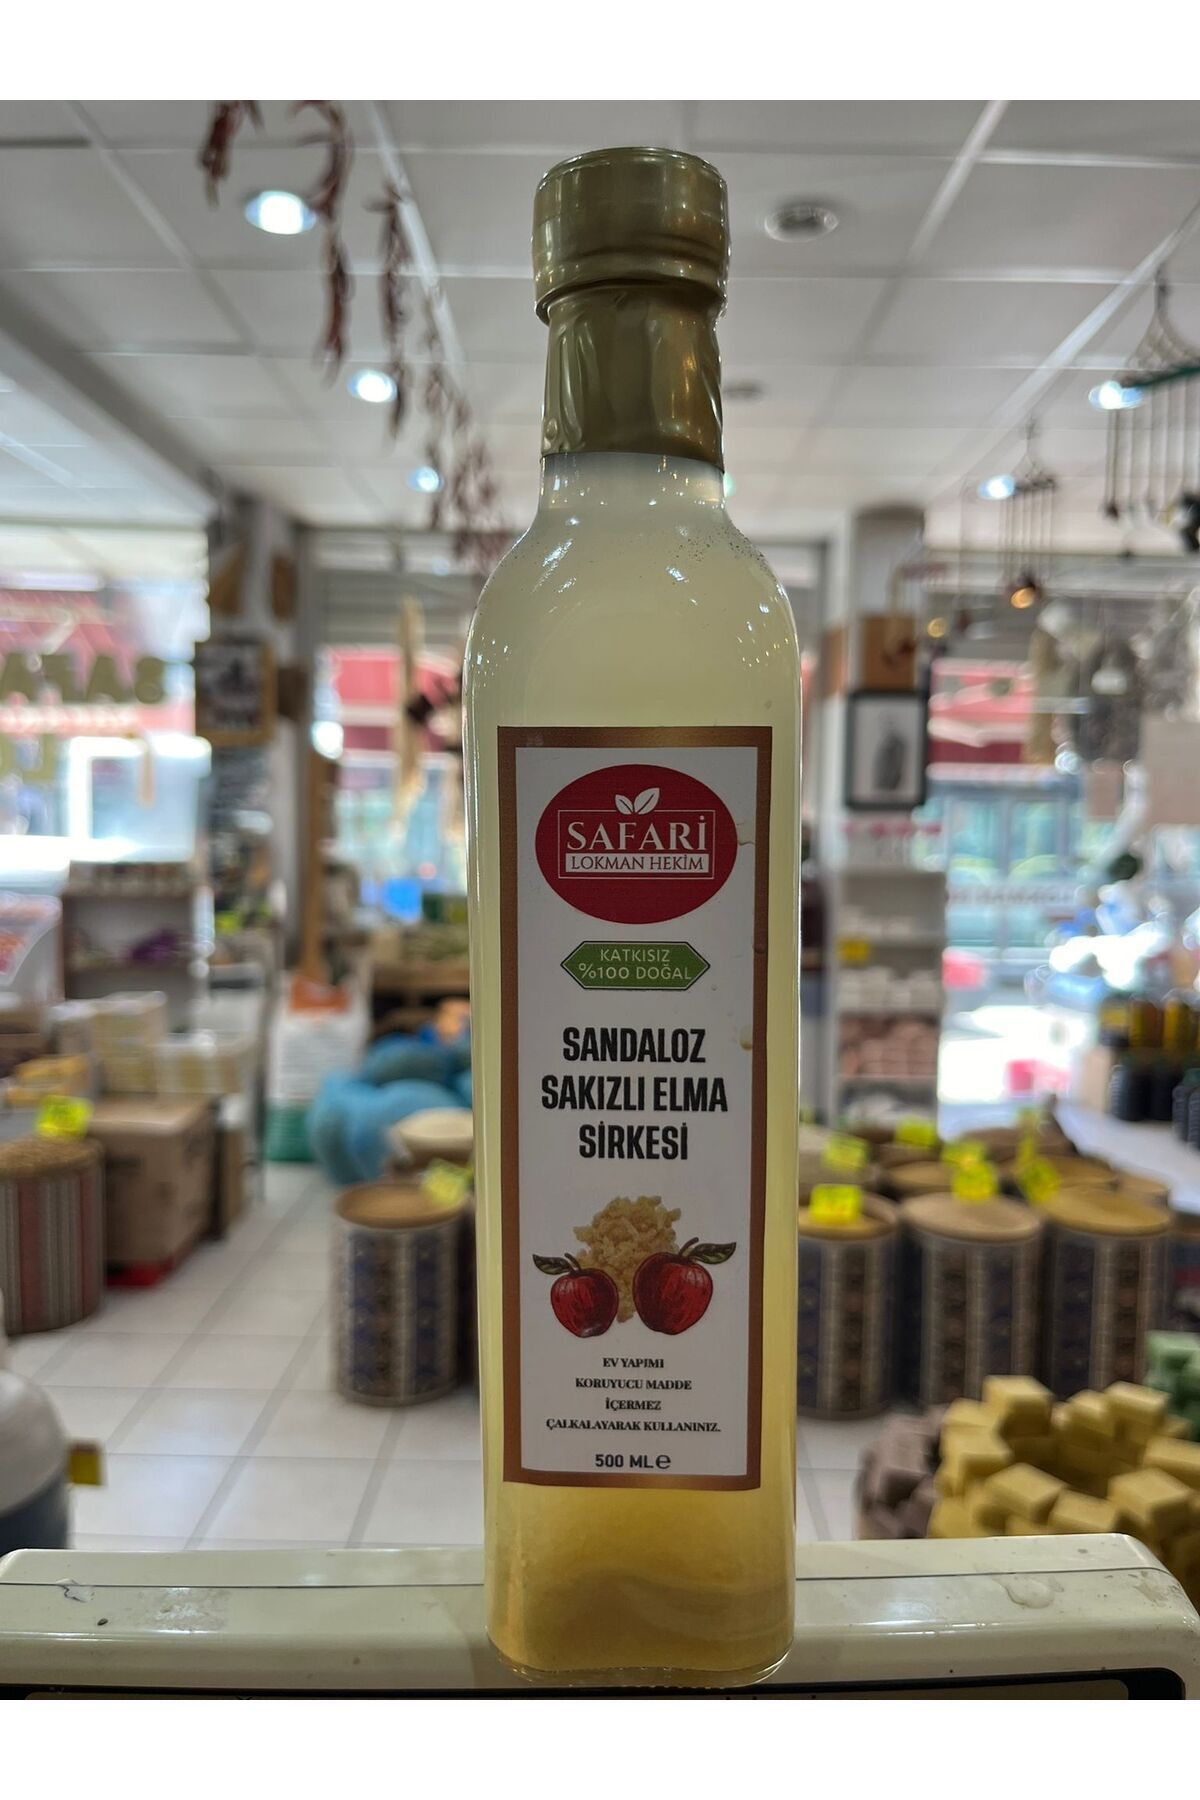 SAFARİ
LOKMAN HEKİM
KATKISIZ
%100 DOĞAL
SANDALOZ
SAKIZLI ELMA
SİRKESİ
EV YAPIMI
KORUYUCU MADDE
İÇERMEZ
ÇALKALAYARAK KULLANINIZ.
500 ML℮